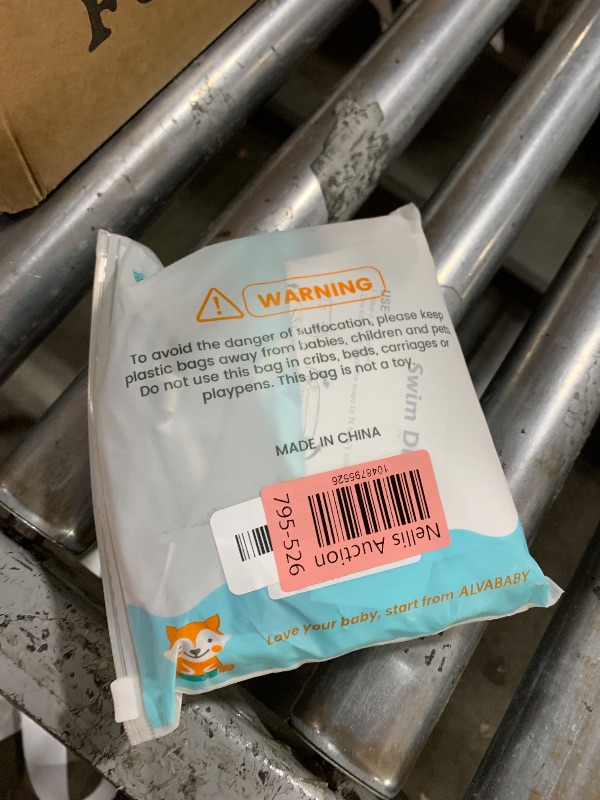 WARNING
To avoid the danger of suffocation, please keep
plastic bags away from babies, children and pets.
Do not use this bag in cribs, beds, carriages or
playpens. This bag is not a toy.
MADE IN CHINA
Swim
1048795526
795-526
Nellis Auction
Love your baby, start from ALVABABY